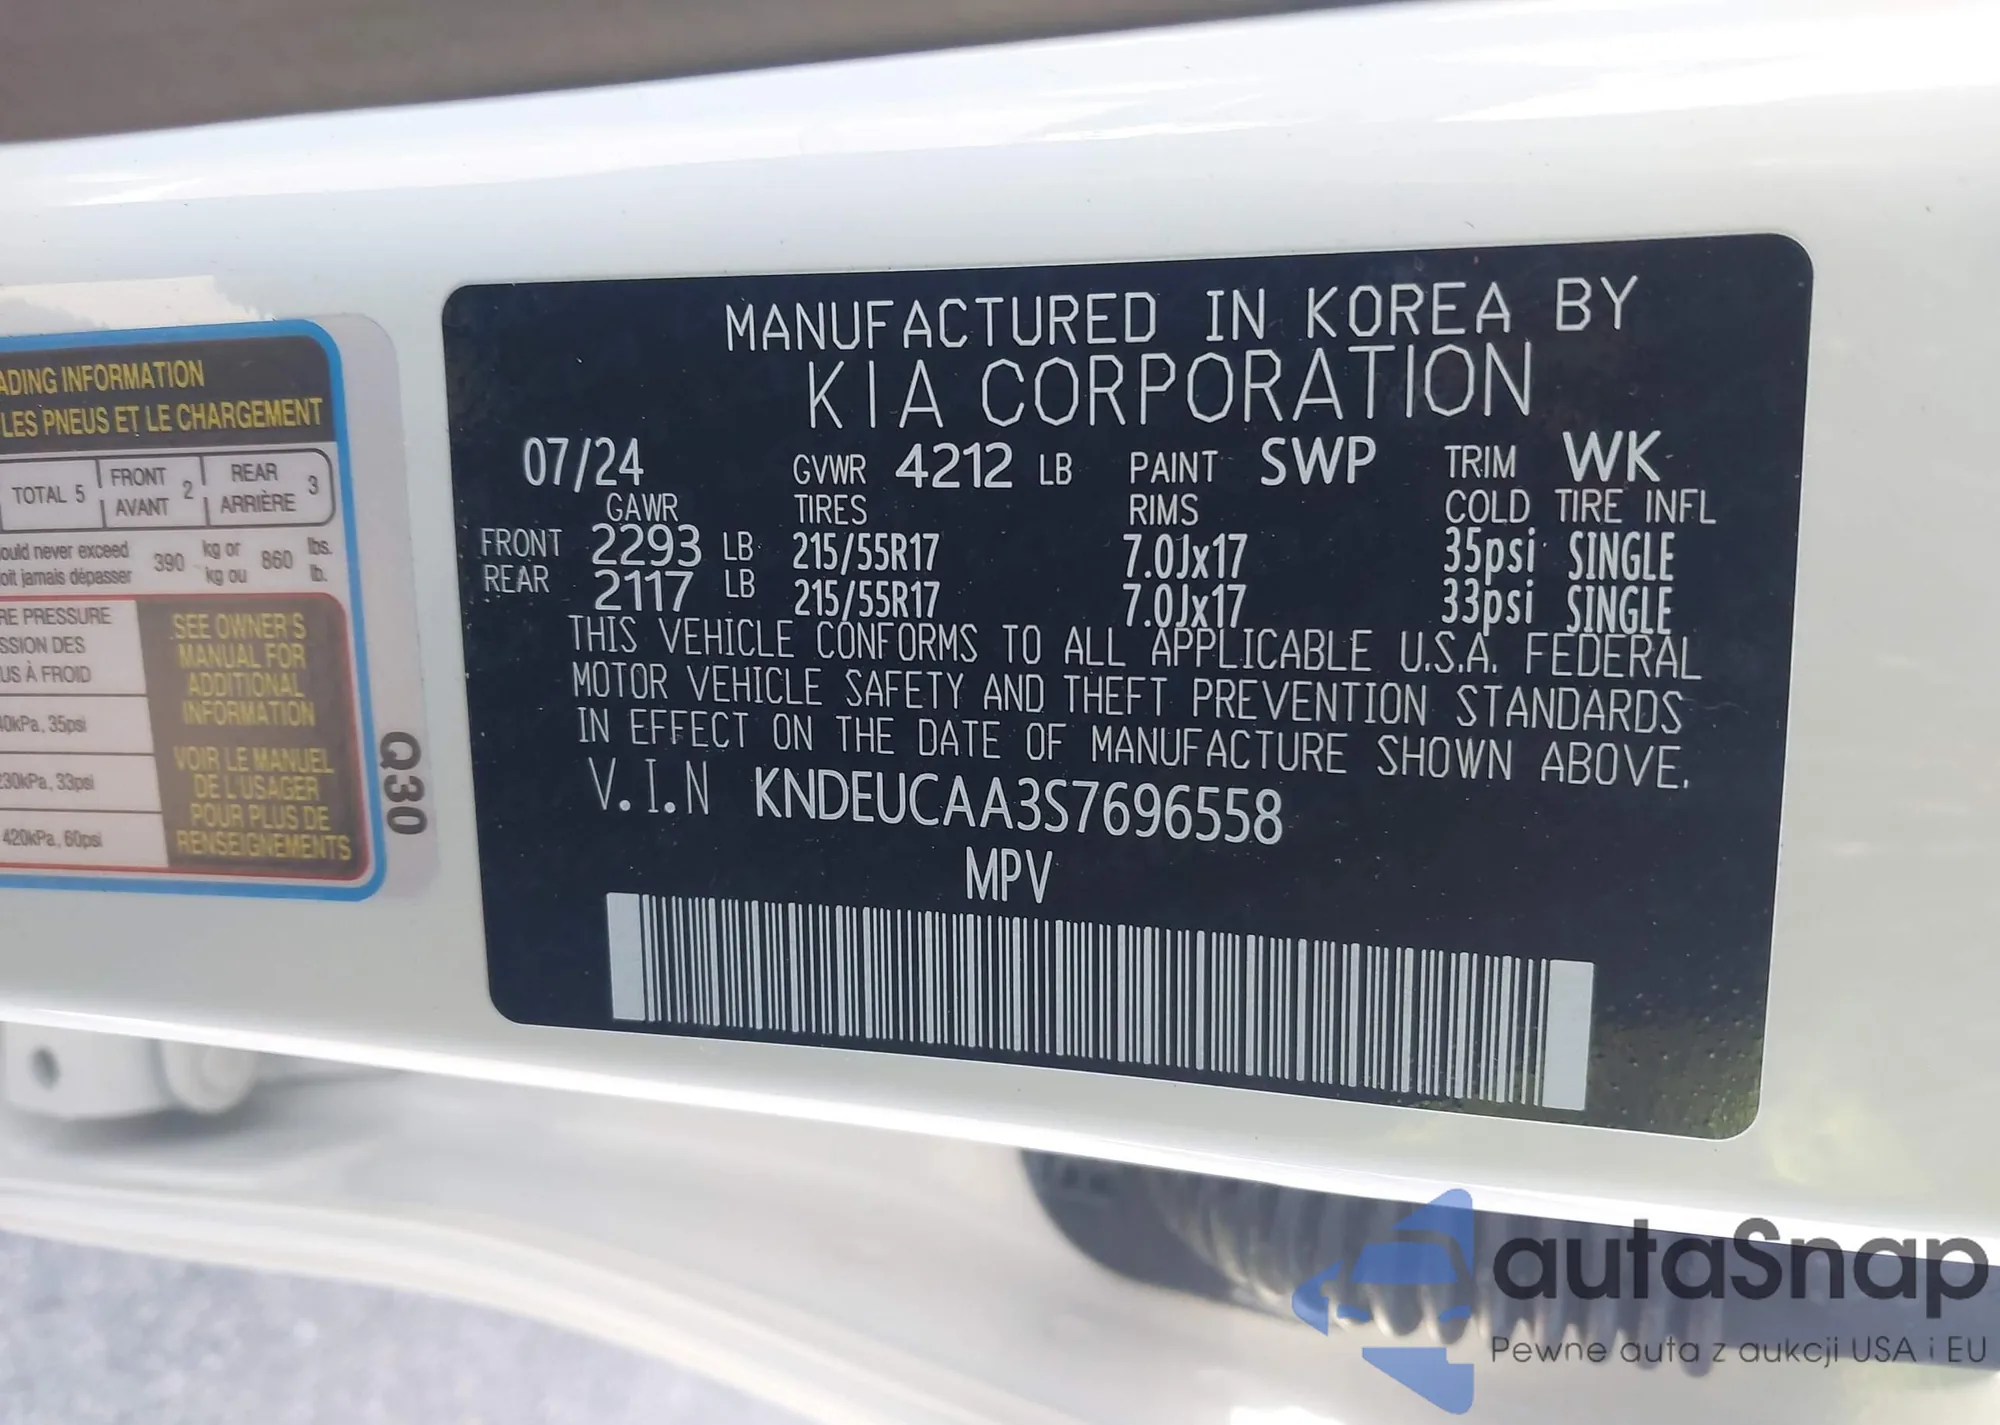 ADING INFORMATION
LES PNEUS ET LE CHARGEMENT
TOTAL 5 FRONT AVANT 2 REAR ARRIÈRE 3
ould never exceed 390 kg or 860 lbs.
oit jamais dépasser kg ou lb.
RE PRESSURE
SSION DES
US À FROID
40kPa, 35psi
230kPa, 33psi
420kPa, 60psi
SEE OWNER'S
MANUAL FOR
ADDITIONAL
INFORMATION
VOIR LE MANUEL
DE L'USAGER
POUR PLUS DE
RENSEIGNEMENTS
Q30
MANUFACTURED IN KOREA BY
KIA CORPORATION
07/24 GVWR 4212 LB PAINT SWP TRIM WK
GAWR TIRES RIMS COLD TIRE INFL
FRONT 2293 LB 215/55R17 7.0Jx17 35psi SINGLE
REAR 2117 LB 215/55R17 7.0Jx17 33psi SINGLE
THIS VEHICLE CONFORMS TO ALL APPLICABLE U.S.A. FEDERAL
MOTOR VEHICLE SAFETY AND THEFT PREVENTION STANDARDS
IN EFFECT ON THE DATE OF MANUFACTURE SHOWN ABOVE.
V.I.N KNDEUCAA3S7696558
MPV
autaSnap
Pewne auta z aukcji USA i EU